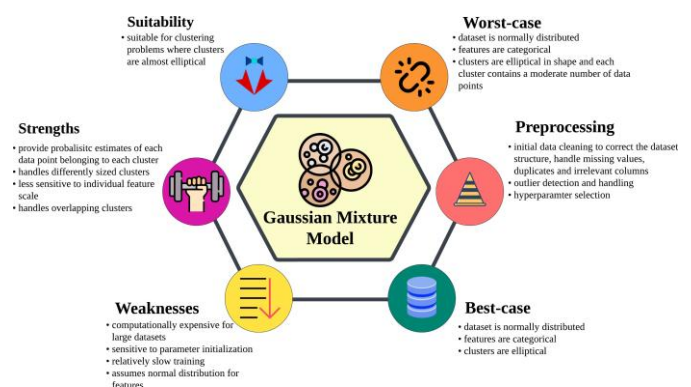 Suitability
• suitable for clustering
problems where clusters
are almost elliptical
Worst-case
• dataset is normally distributed
• features are categorical
• clusters are elliptical in shape and each
cluster contains a moderate number of data
points
Strengths
• provide probalisitc estimates of each
data point belonging to each cluster
• handles differently sized clusters
• less sensitive to individual feature
scale
• handles overlapping clusters
Preprocessing
• initial data cleaning to correct the dataset
structure, handle missing values,
duplicates and irrelevant columns
• outlier detection and handling
• hyperparamter selection
Gaussian Mixture
Model
Weaknesses
• computationally expensive for
large datasets
• sensitive to parameter initialization
• relatively slow training
• assumes normal distribution for
features
Best-case
• dataset is normally distributed
• features are categorical
• clusters are elliptical